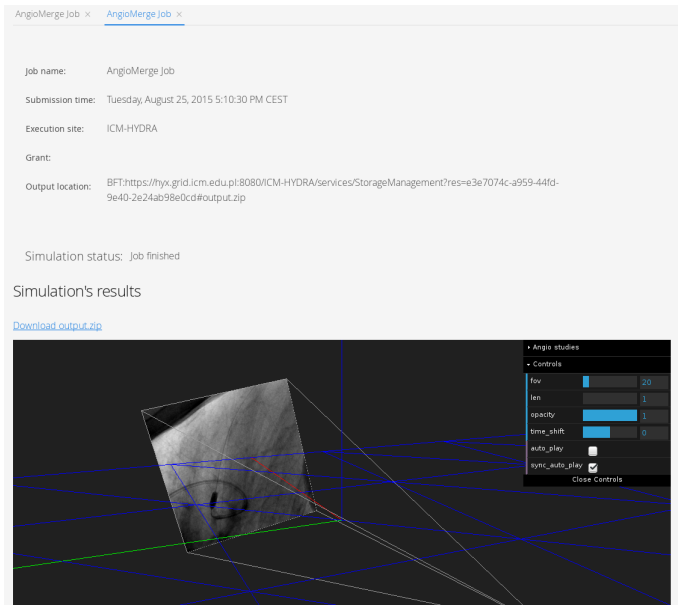 AngioMerge Job × AngioMerge Job ×
Job name: AngioMerge Job
Submission time: Tuesday, August 25, 2015 5:10:30 PM CEST
Execution site: ICM-HYDRA
Grant:
Output location: BFT:https://hyx.grid.icm.edu.pl:8080/ICM-HYDRA/services/StorageManagement?res=e3e7074c-a959-44fd-
9e40-2e24ab98e0cd#output.zip
Simulation status: Job finished
Simulation's results
Download output.zip
Angio studies
Controls
fov 20
len 1
opacity 1
time_shift 0
auto_play
sync_auto_play
Close Controls